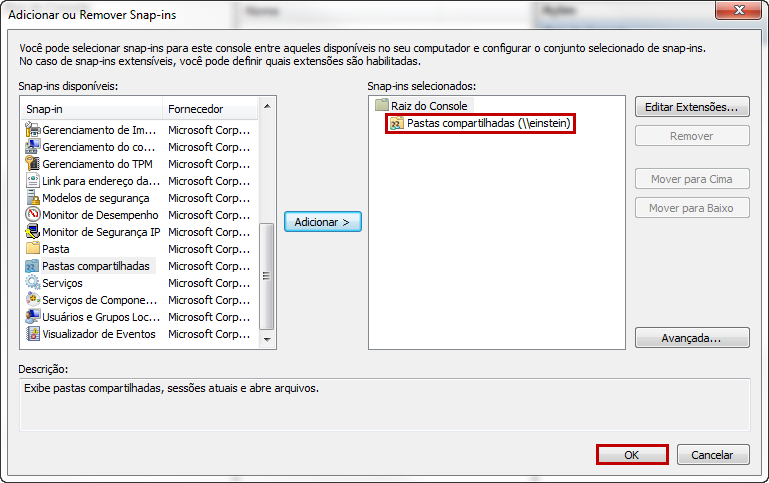 Adicionar ou Remover Snap-ins
Você pode selecionar snap-ins para este console entre aqueles disponíveis no seu computador e configurar o conjunto selecionado de snap-ins.
No caso de snap-ins extensíveis, você pode definir quais extensões são habilitadas.
Snap-ins disponíveis:
Snap-in Fornecedor
Gerenciamento de Im... Microsoft Corp...
Gerenciamento do co... Microsoft Corp...
Gerenciamento do TPM Microsoft Corp...
Link para endereço da... Microsoft Corp...
Modelos de segurança Microsoft Corp...
Monitor de Desempenho Microsoft Corp...
Monitor de Segurança IP Microsoft Corp...
Pasta Microsoft Corp...
Pastas compartilhadas Microsoft Corp...
Serviços Microsoft Corp...
Serviços de Compone... Microsoft Corp...
Usuários e Grupos Loc... Microsoft Corp...
Visualizador de Eventos Microsoft Corp...
Adicionar >
Snap-ins selecionados:
Raiz do Console
Pastas compartilhadas (\\einstein)
Editar Extensões...
Remover
Mover para Cima
Mover para Baixo
Avançada...
Descrição:
Exibe pastas compartilhadas, sessões atuais e abre arquivos.
OK
Cancelar